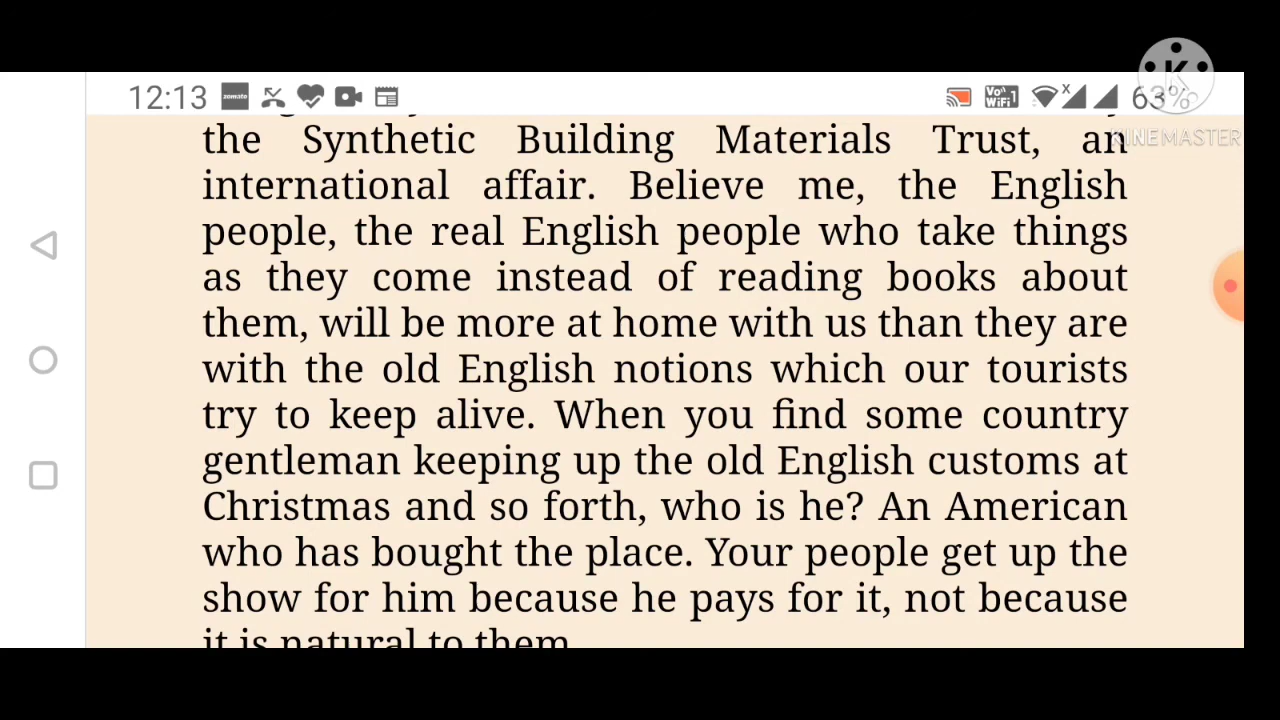 12:13 zomato Vo WiFi 1 x 63%
KINEMASTER
the Synthetic Building Materials Trust, an
international affair. Believe me, the English
people, the real English people who take things
as they come instead of reading books about
them, will be more at home with us than they are
with the old English notions which our tourists
try to keep alive. When you find some country
gentleman keeping up the old English customs at
Christmas and so forth, who is he? An American
who has bought the place. Your people get up the
show for him because he pays for it, not because
it is natural to them